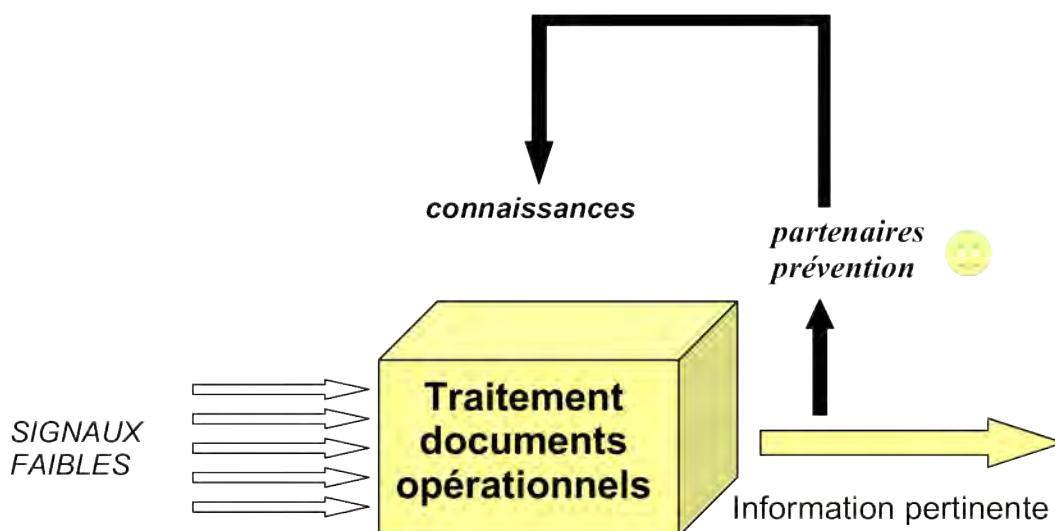 connaissances
partenaires
prévention
SIGNAUX
FAIBLES
Traitement
documents
opérationnels
Information pertinente